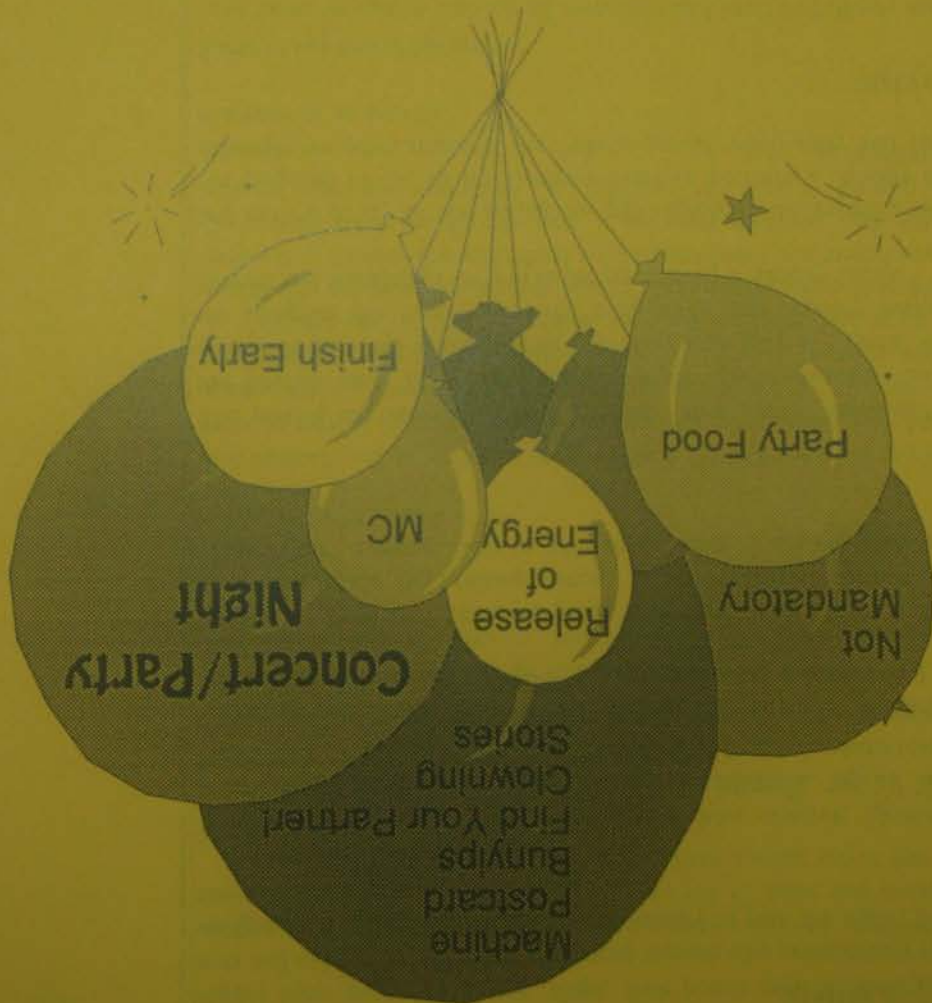 Machine
Postcard
Bunyips
Find Your Partner!
Clowning
Stories
Concert/Party
Night
Not
Mandatory
Release
of
Energy
MC
Party Food
Finish Early